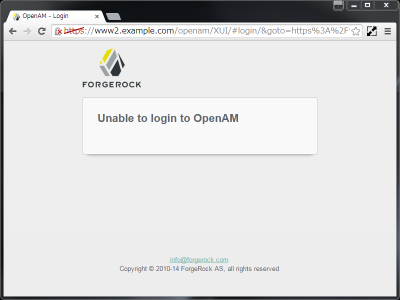 OpenAM - Login
https://www2.example.com/openam/XUI/#login/&goto=https%3A%2F
FORGEROCK
Unable to login to OpenAM
info@forgerock.com
Copyright © 2010-14 ForgeRock AS, all rights reserved.